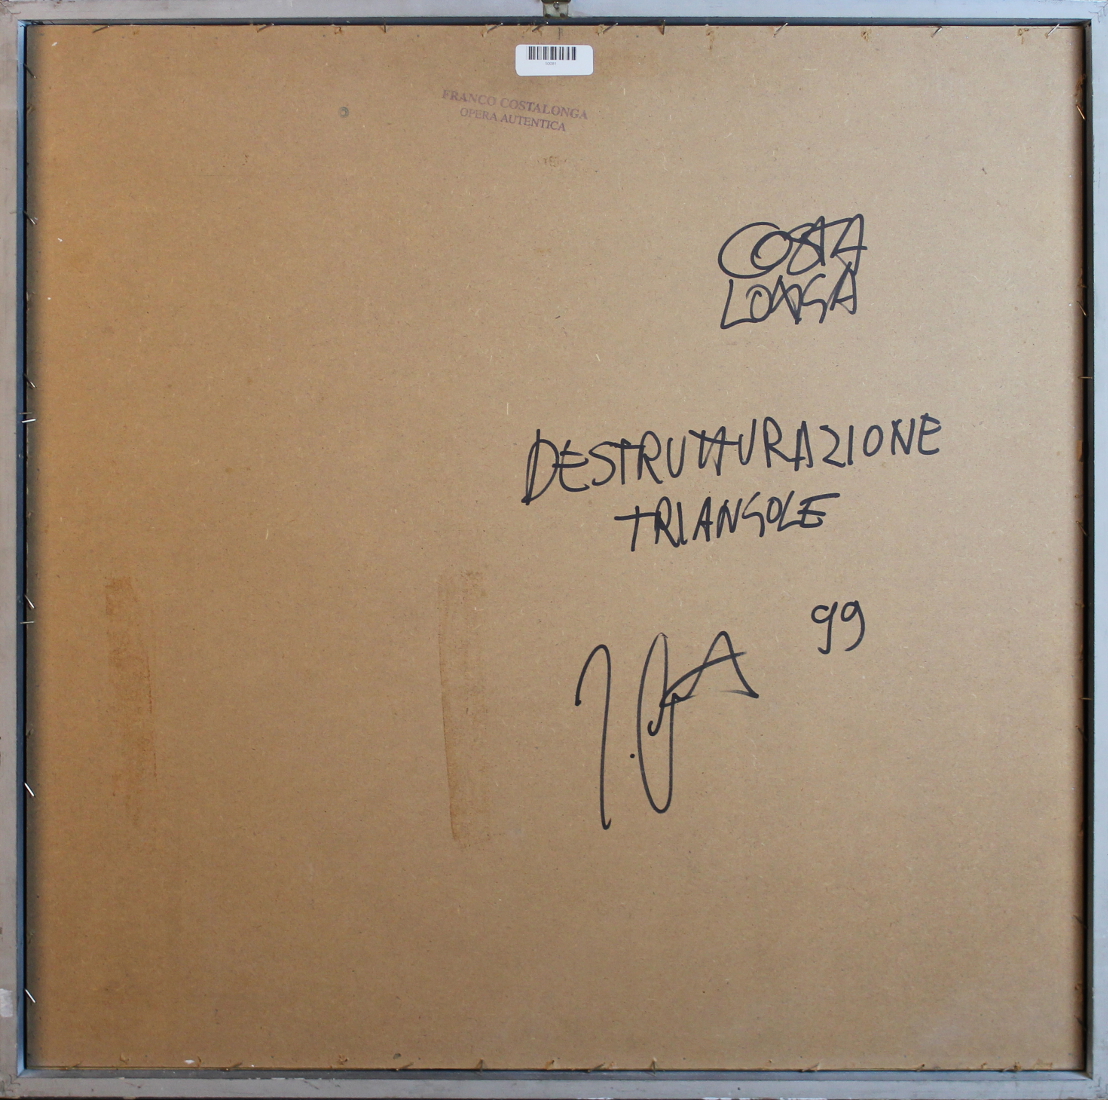 FRANCO COSTALONGA
OPERA AUTENTICA
COSTA
LONGA
DESTRUTTURAZIONE
TRIANGOLE
99